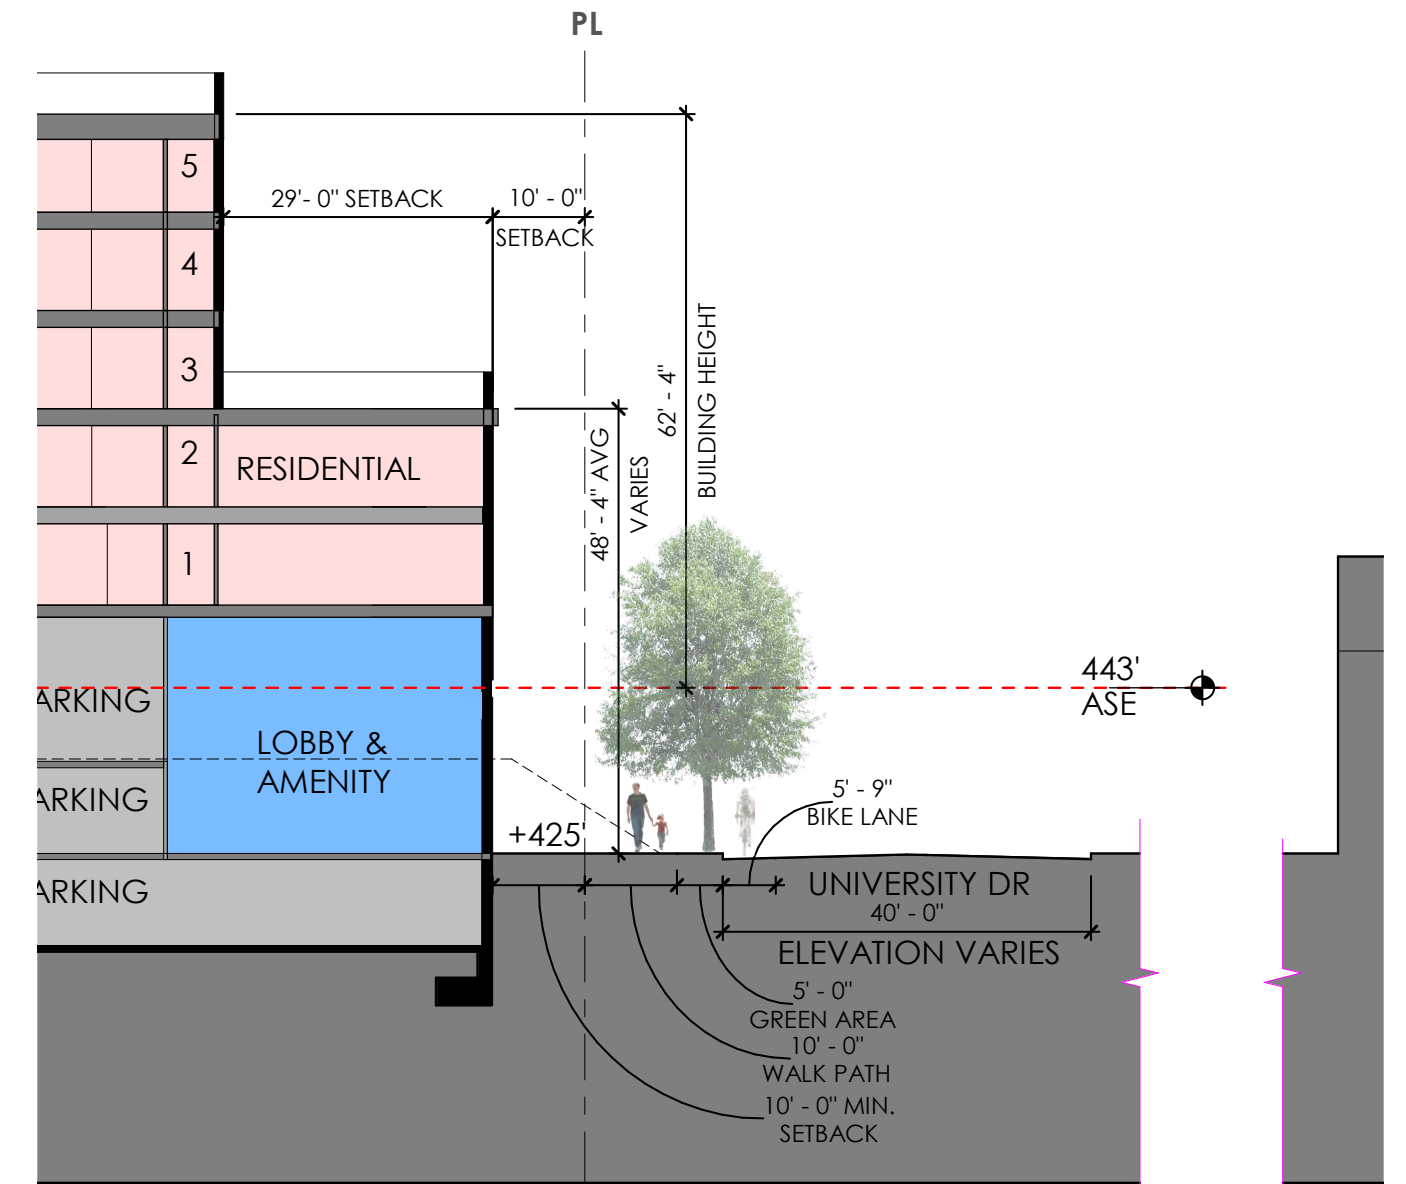 PL
5
29'- 0" SETBACK
10' - 0"
SETBACK
4
3
62' - 4"
BUILDING HEIGHT
2
RESIDENTIAL
48' - 4" AVG
VARIES
1
443'
ASE
ARKING
LOBBY &
AMENITY
ARKING
+425'
5' - 9"
BIKE LANE
ARKING
UNIVERSITY DR
40' - 0"
ELEVATION VARIES
5' - 0"
GREEN AREA
10' - 0"
WALK PATH
10' - 0" MIN.
SETBACK